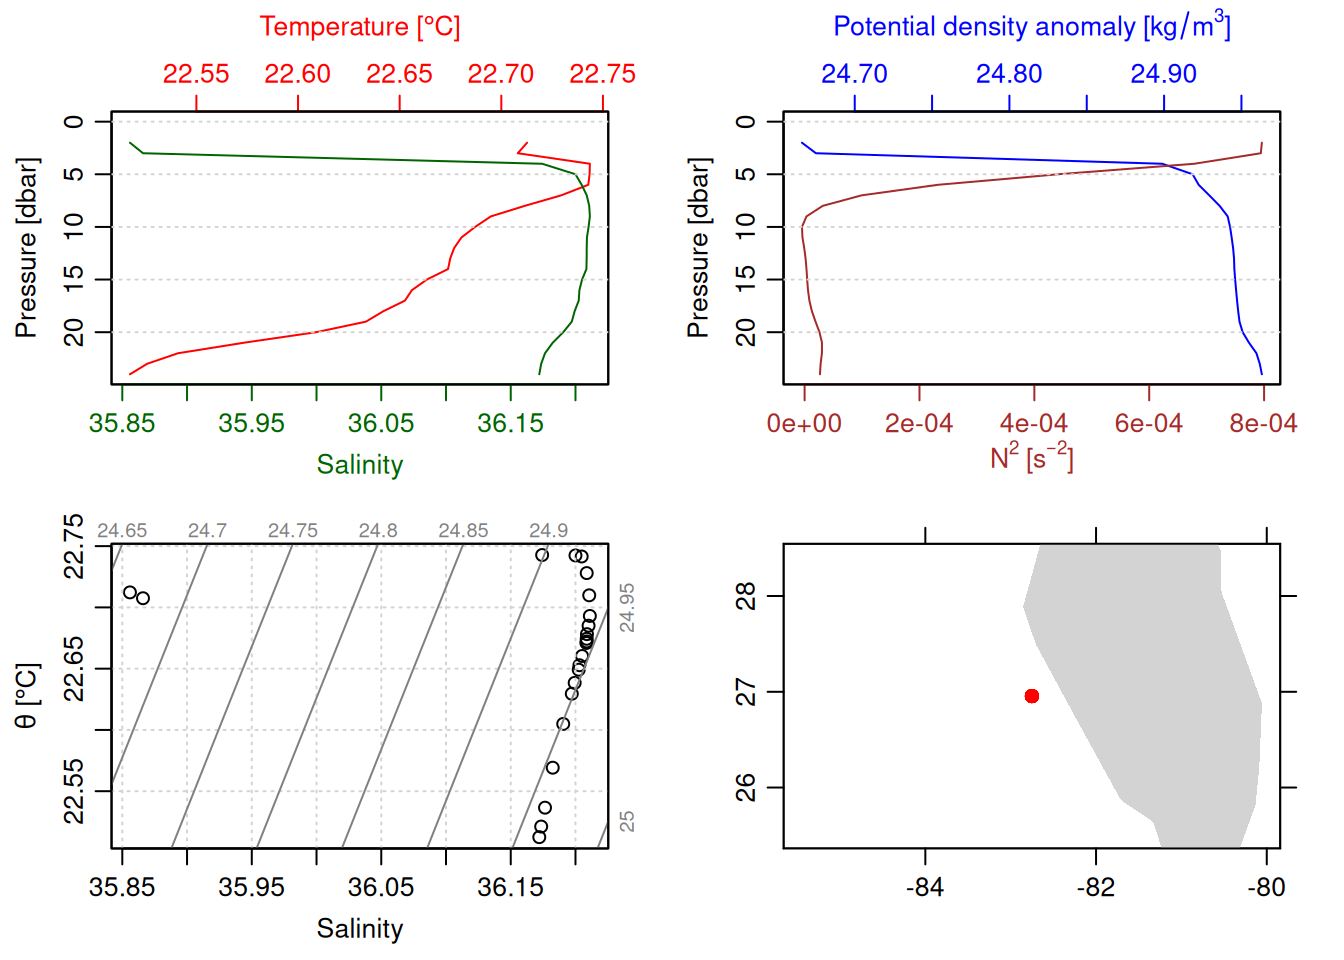 Temperature [°C]
22.55 22.60 22.65 22.70 22.75
Pressure [dbar]
0 5 10 15 20
35.85 35.95 36.05 36.15
Salinity
Potential density anomaly [kg/m³]
24.70 24.80 24.90
Pressure [dbar]
0 5 10 15 20
0e+00 2e-04 4e-04 6e-04 8e-04
N² [s⁻²]
24.65 24.7 24.75 24.8 24.85 24.9
24.95
25
θ [°C]
22.75 22.65 22.55
35.85 35.95 36.05 36.15
Salinity
28 27 26
-84 -82 -80